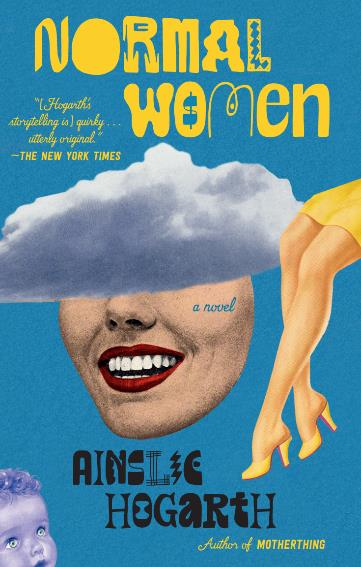 NORMAL
WOMEN
"[Hogarth's
storytelling is] quirky . . .
utterly original."
—THE NEW YORK TIMES
a novel
AINSLIE
HOGARTH
Author of MOTHERTHING